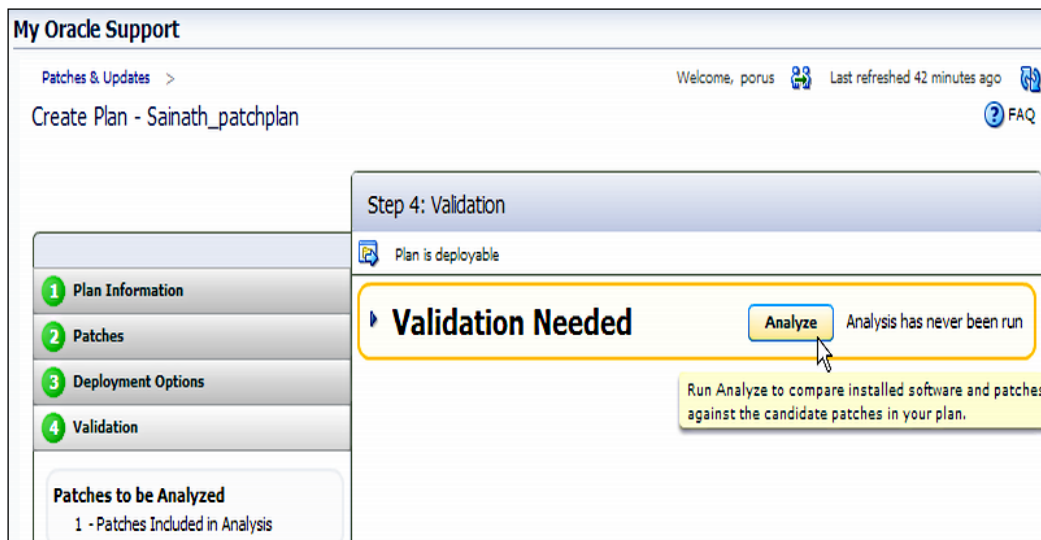 My Oracle Support
Patches & Updates >
Welcome, porus
Last refreshed 42 minutes ago
Create Plan - Sainath_patchplan
? FAQ
Step 4: Validation
Plan is deployable
1 Plan Information
2 Patches
3 Deployment Options
4 Validation
Validation Needed
Analyze
Analysis has never been run
Run Analyze to compare installed software and patches
against the candidate patches in your plan.
Patches to be Analyzed
1 - Patches Included in Analysis